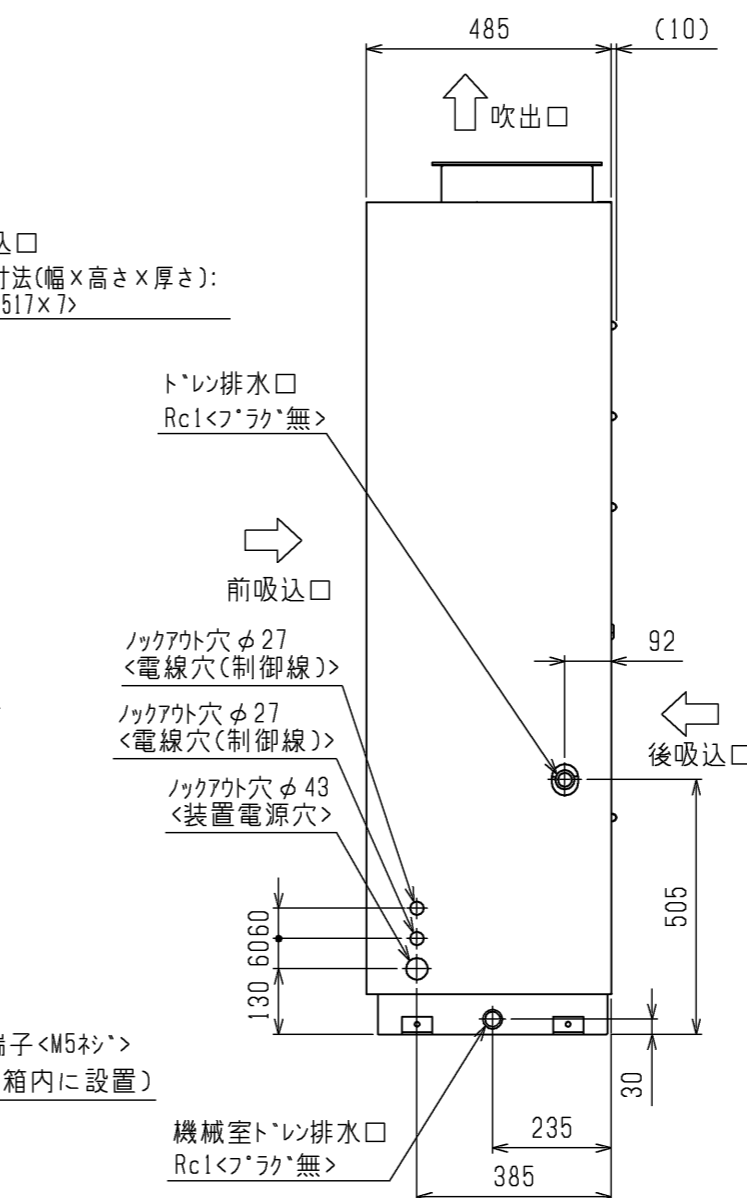 485
(10)
吹出口
込口
寸法(幅×高さ×厚さ):
517×7>
ドレン排水口
Rc1<プラグ無>
前吸込口
ノックアウト穴φ27
<電線穴(制御線)>
92
ノックアウト穴φ27
<電線穴(制御線)>
後吸込口
ノックアウト穴φ43
<装置電源穴>
505
60
60
130
端子<M5ネジ>
箱内に設置)
30
機械室ドレン排水口
Rc1<プラグ無>
235
385